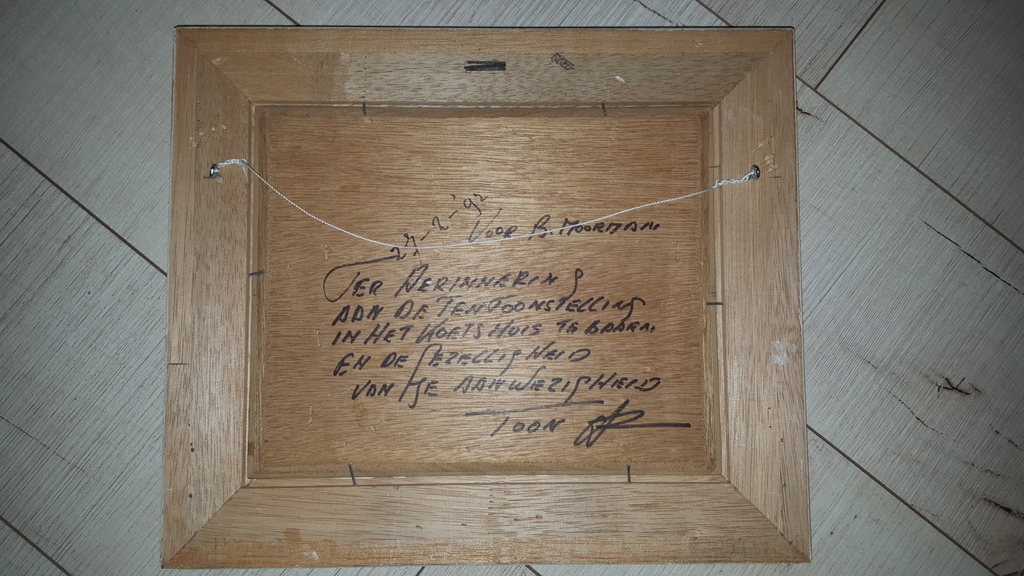 27-2-'92
Voor B. Moorman.
Ter Herinnering
aan de Tentoonstelling
in het Koetshuis te Baarn.
en de gezelligheid
van je aanwezigheid
Toon